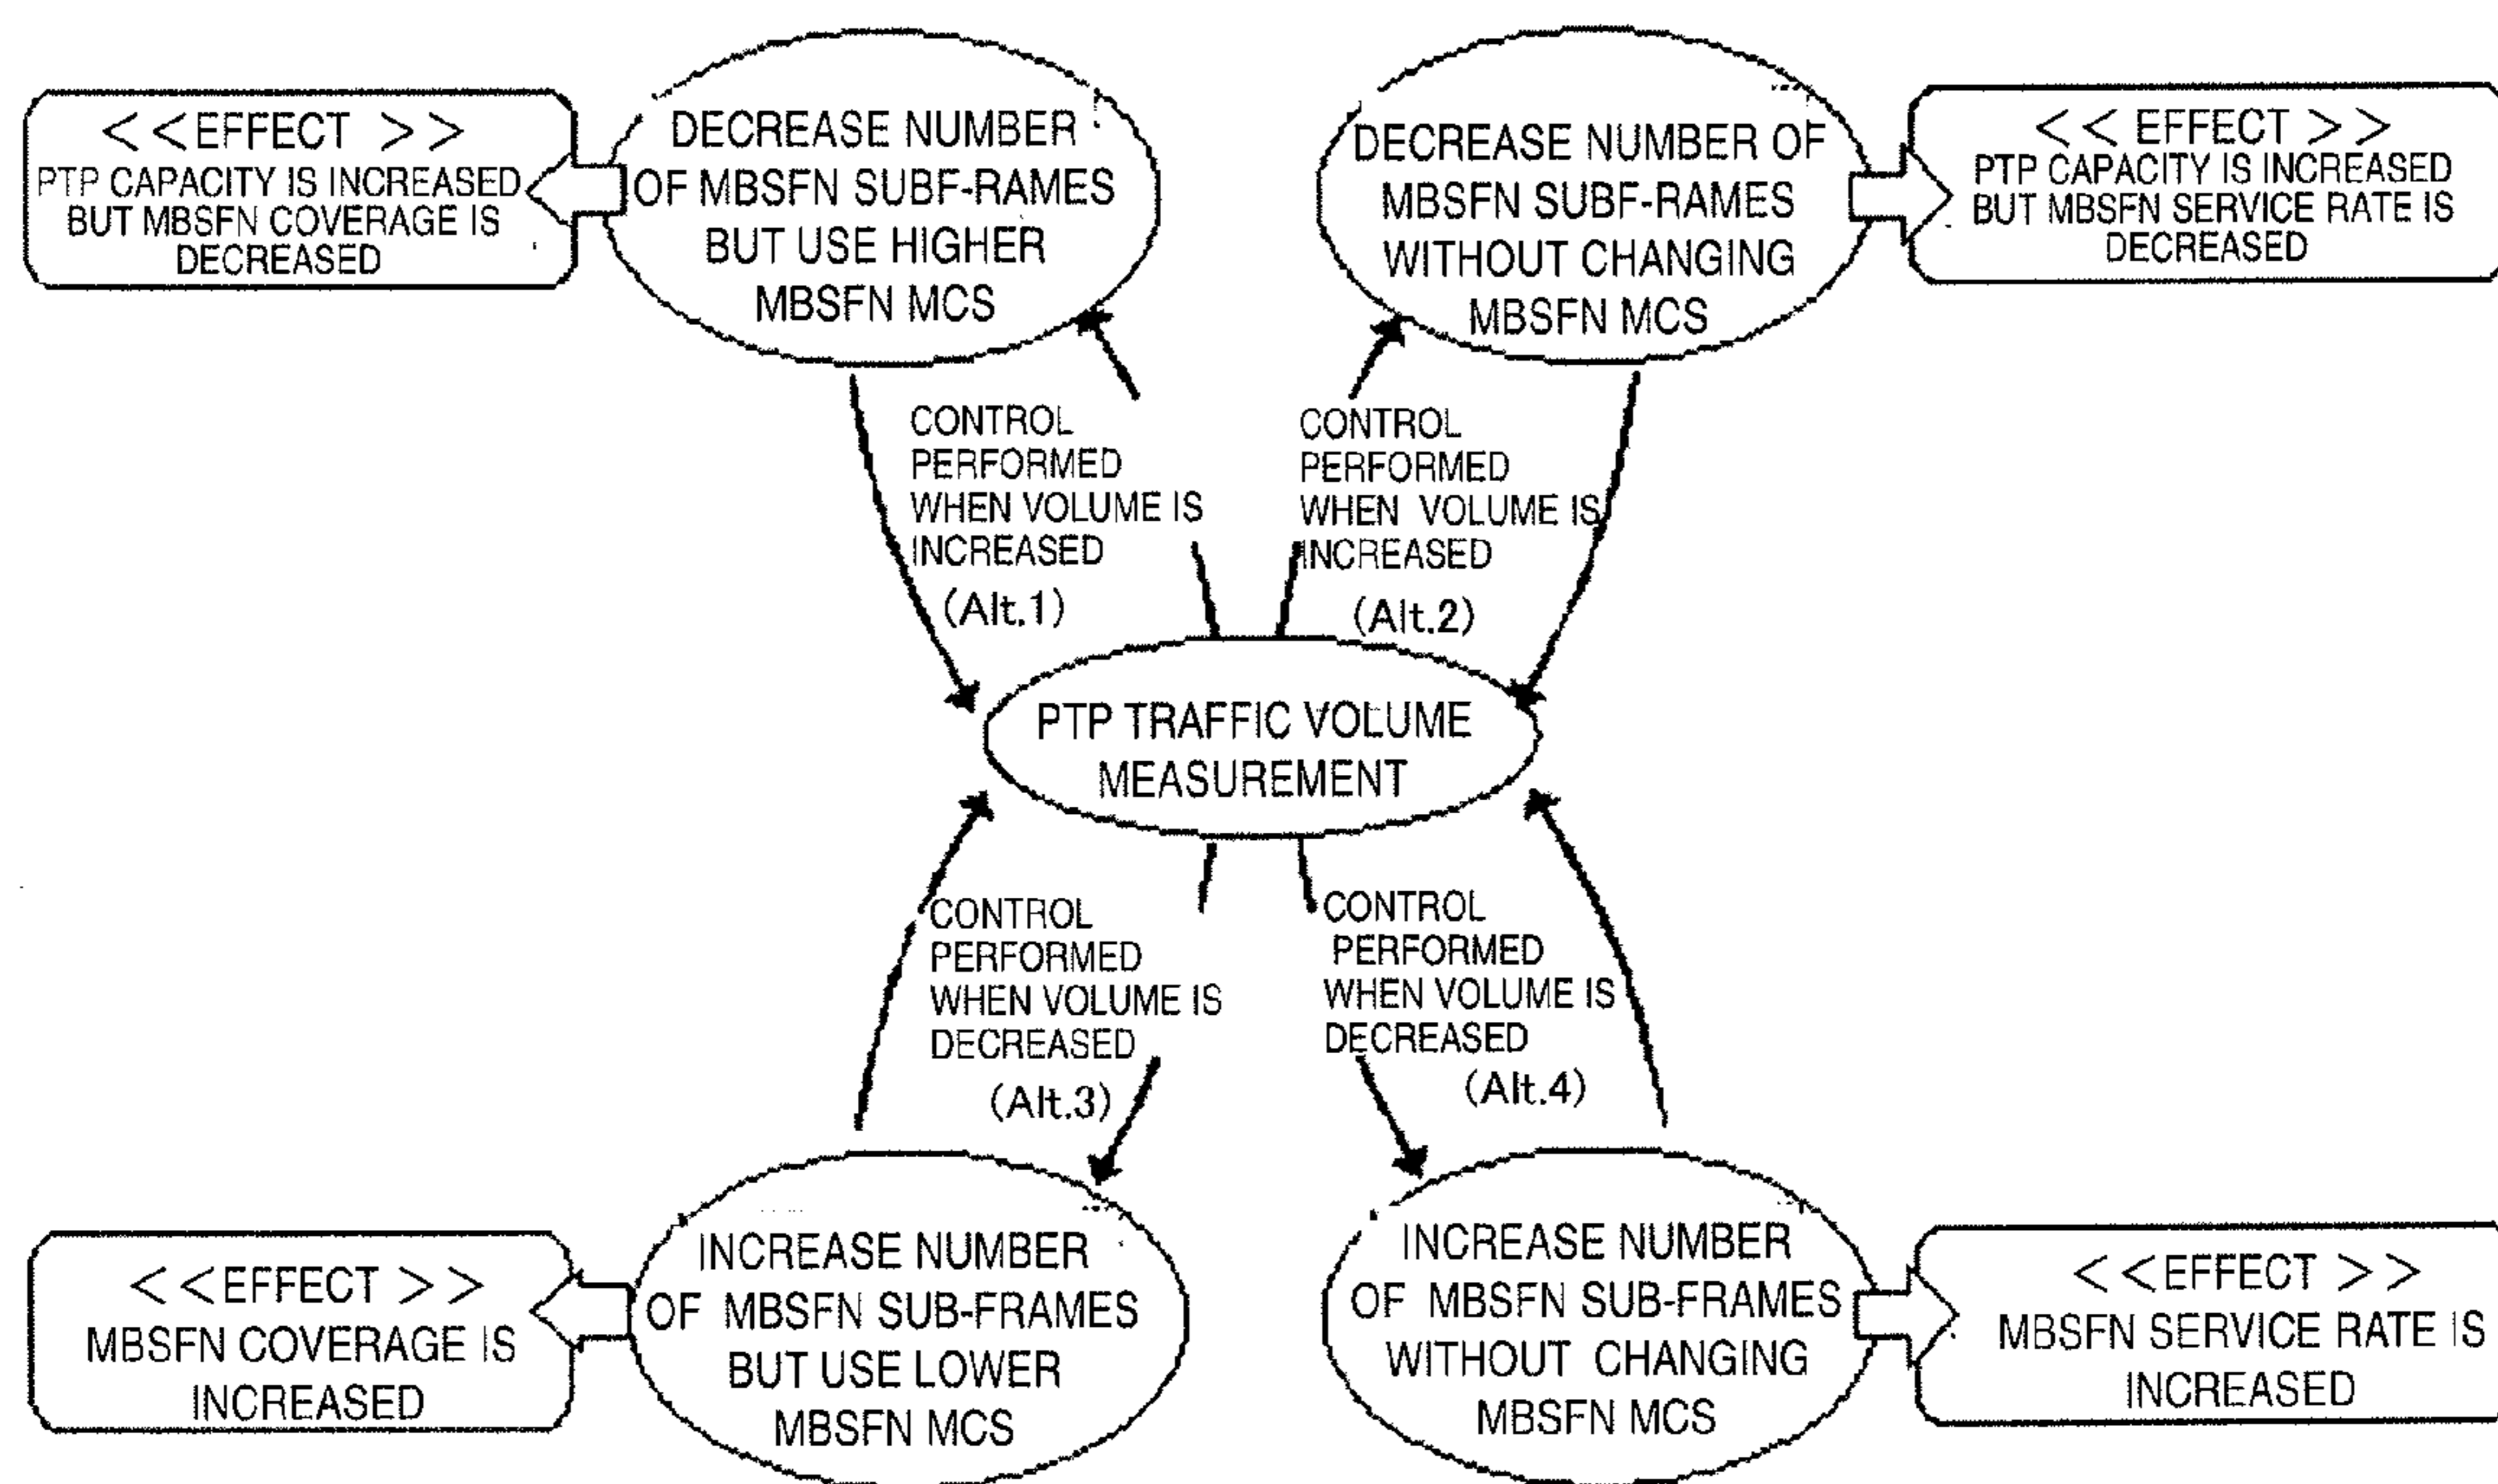 <<EFFECT >>
PTP CAPACITY IS INCREASED
BUT MBSFN COVERAGE IS
DECREASED
DECREASE NUMBER
OF MBSFN SUBF-RAMES
BUT USE HIGHER
MBSFN MCS
DECREASE NUMBER OF
MBSFN SUBF-RAMES
WITHOUT CHANGING
MBSFN MCS
<< EFFECT >>
PTP CAPACITY IS INCREASED
BUT MBSFN SERVICE RATE IS
DECREASED
CONTROL
PERFORMED
WHEN VOLUME IS
INCREASED
(Alt.1)
CONTROL
PERFORMED
WHEN VOLUME IS
INCREASED
(Alt.2)
PTP TRAFFIC VOLUME
MEASUREMENT
CONTROL
PERFORMED
WHEN VOLUME IS
DECREASED
(Alt.3)
CONTROL
PERFORMED
WHEN VOLUME IS
DECREASED
(Alt.4)
<<EFFECT >>
MBSFN COVERAGE IS
INCREASED
INCREASE NUMBER
OF MBSFN SUB-FRAMES
BUT USE LOWER
MBSFN MCS
INCREASE NUMBER
OF MBSFN SUB-FRAMES
WITHOUT CHANGING
MBSFN MCS
<<EFFECT >>
MBSFN SERVICE RATE IS
INCREASED